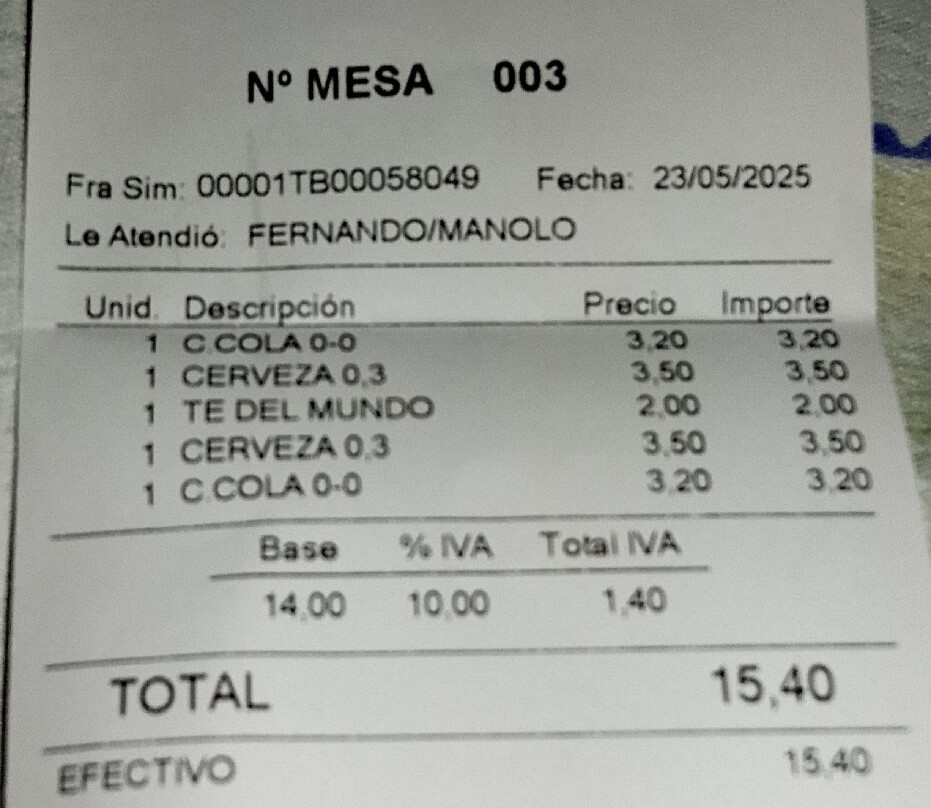 Nº MESA 003
Fra Sim: 00001TB00058049 Fecha: 23/05/2025
Le Atendió: FERNANDO/MANOLO
Unid. Descripción Precio Importe
1 C.COLA 0-0 3,20 3,20
1 CERVEZA 0,3 3,50 3,50
1 TE DEL MUNDO 2,00 2,00
1 CERVEZA 0,3 3,50 3,50
1 C.COLA 0-0 3,20 3,20
Base % IVA Total IVA
14,00 10,00 1,40
TOTAL 15,40
EFECTIVO 15,40